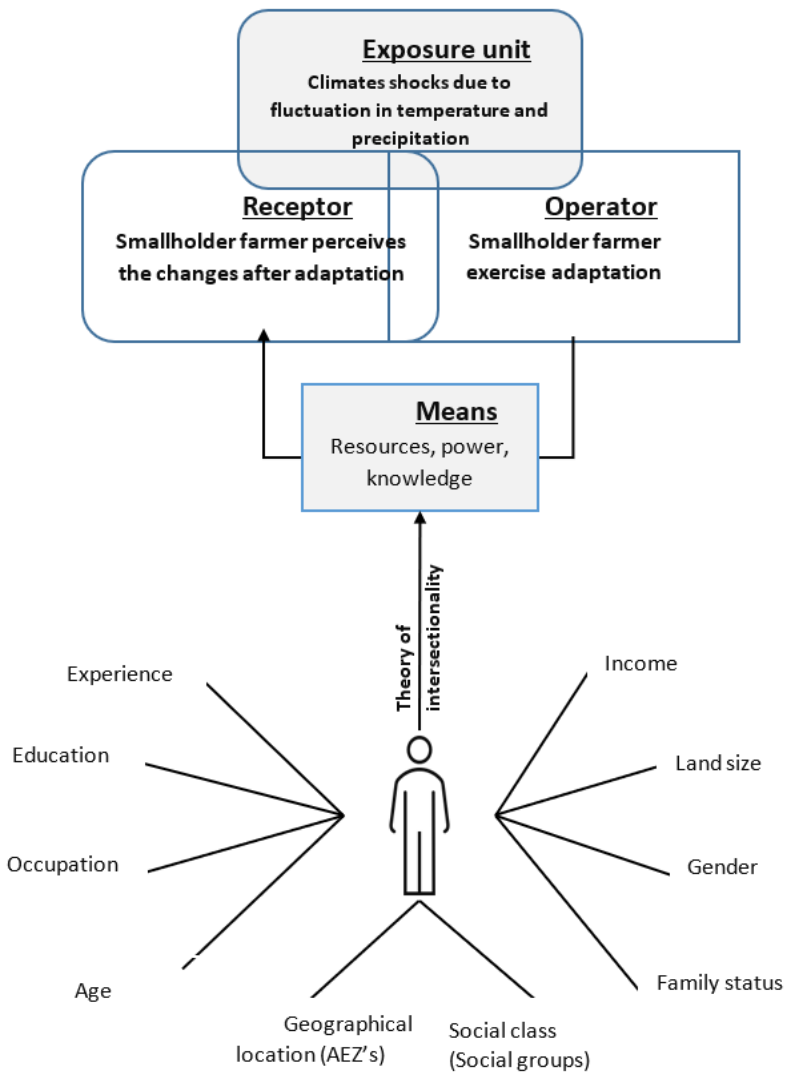 Exposure unit
Climates shocks due to
fluctuation in temperature and
precipitation
Receptor
Smallholder farmer perceives
the changes after adaptation
Operator
Smallholder farmer
exercise adaptation
Means
Resources, power,
knowledge
Theory of
intersectionality
Experience
Education
Occupation
Age
Income
Land size
Gender
Family status
Geographical
location (AEZ’s)
Social class
(Social groups)